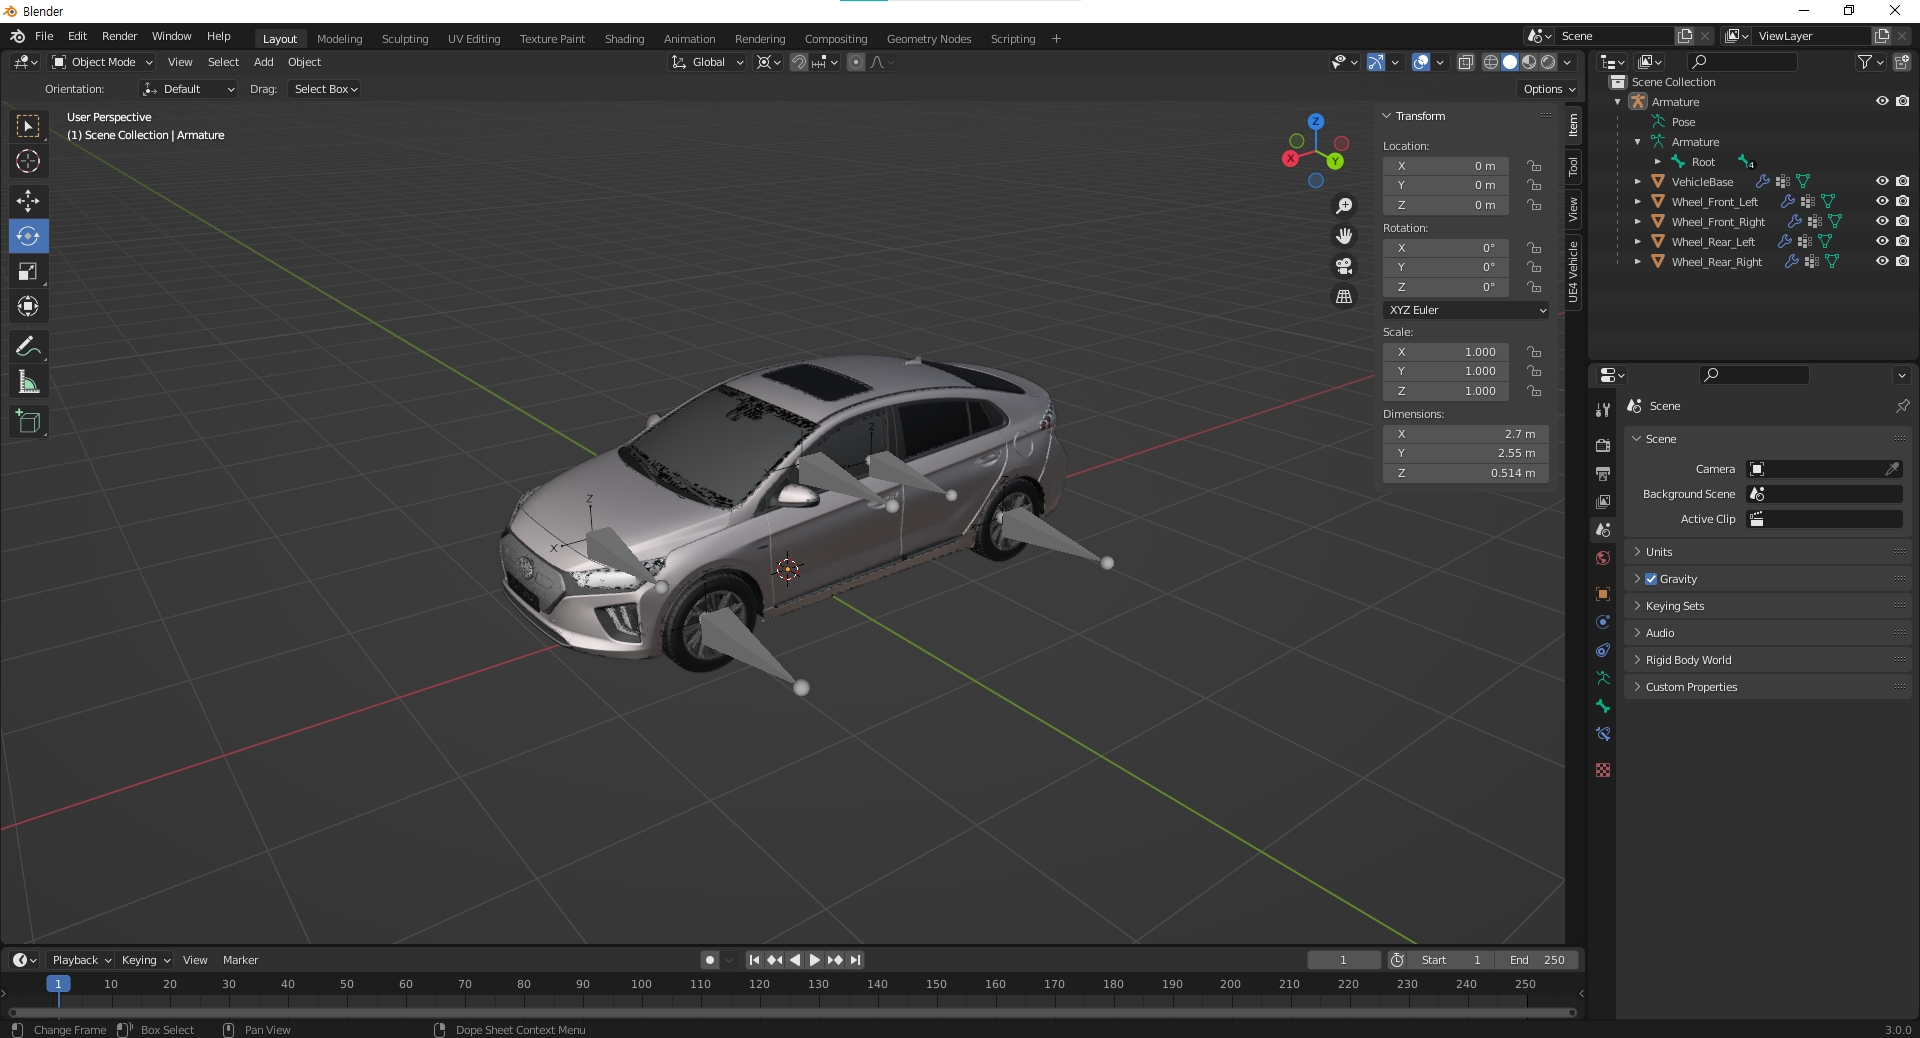 Blender
File Edit Render Window Help Layout Modeling Sculpting UV Editing Texture Paint Shading Animation Rendering Compositing Geometry Nodes Scripting + Scene ViewLayer
Object Mode View Select Add Object Global
Orientation: Default Drag: Select Box Options
User Perspective
(1) Scene Collection | Armature
Z
X
Y
Z
X
Z
Transform
Location:
X 0 m
Y 0 m
Z 0 m
Rotation:
X 0°
Y 0°
Z 0°
XYZ Euler
Scale:
X 1.000
Y 1.000
Z 1.000
Dimensions:
X 2.7 m
Y 2.55 m
Z 0.514 m
Item
Tool
View
UE4 Vehicle
Scene Collection
Armature
Pose
Armature
Root 4
VehicleBase
Wheel_Front_Left
Wheel_Front_Right
Wheel_Rear_Left
Wheel_Rear_Right
Scene
Scene
Camera
Background Scene
Active Clip
Units
Gravity
Keying Sets
Audio
Rigid Body World
Custom Properties
Playback Keying View Marker 1 Start 1 End 250
1 10 20 30 40 50 60 70 80 90 100 110 120 130 140 150 160 170 180 190 200 210 220 230 240 250
Change Frame Box Select Pan View Dope Sheet Context Menu 3.0.0